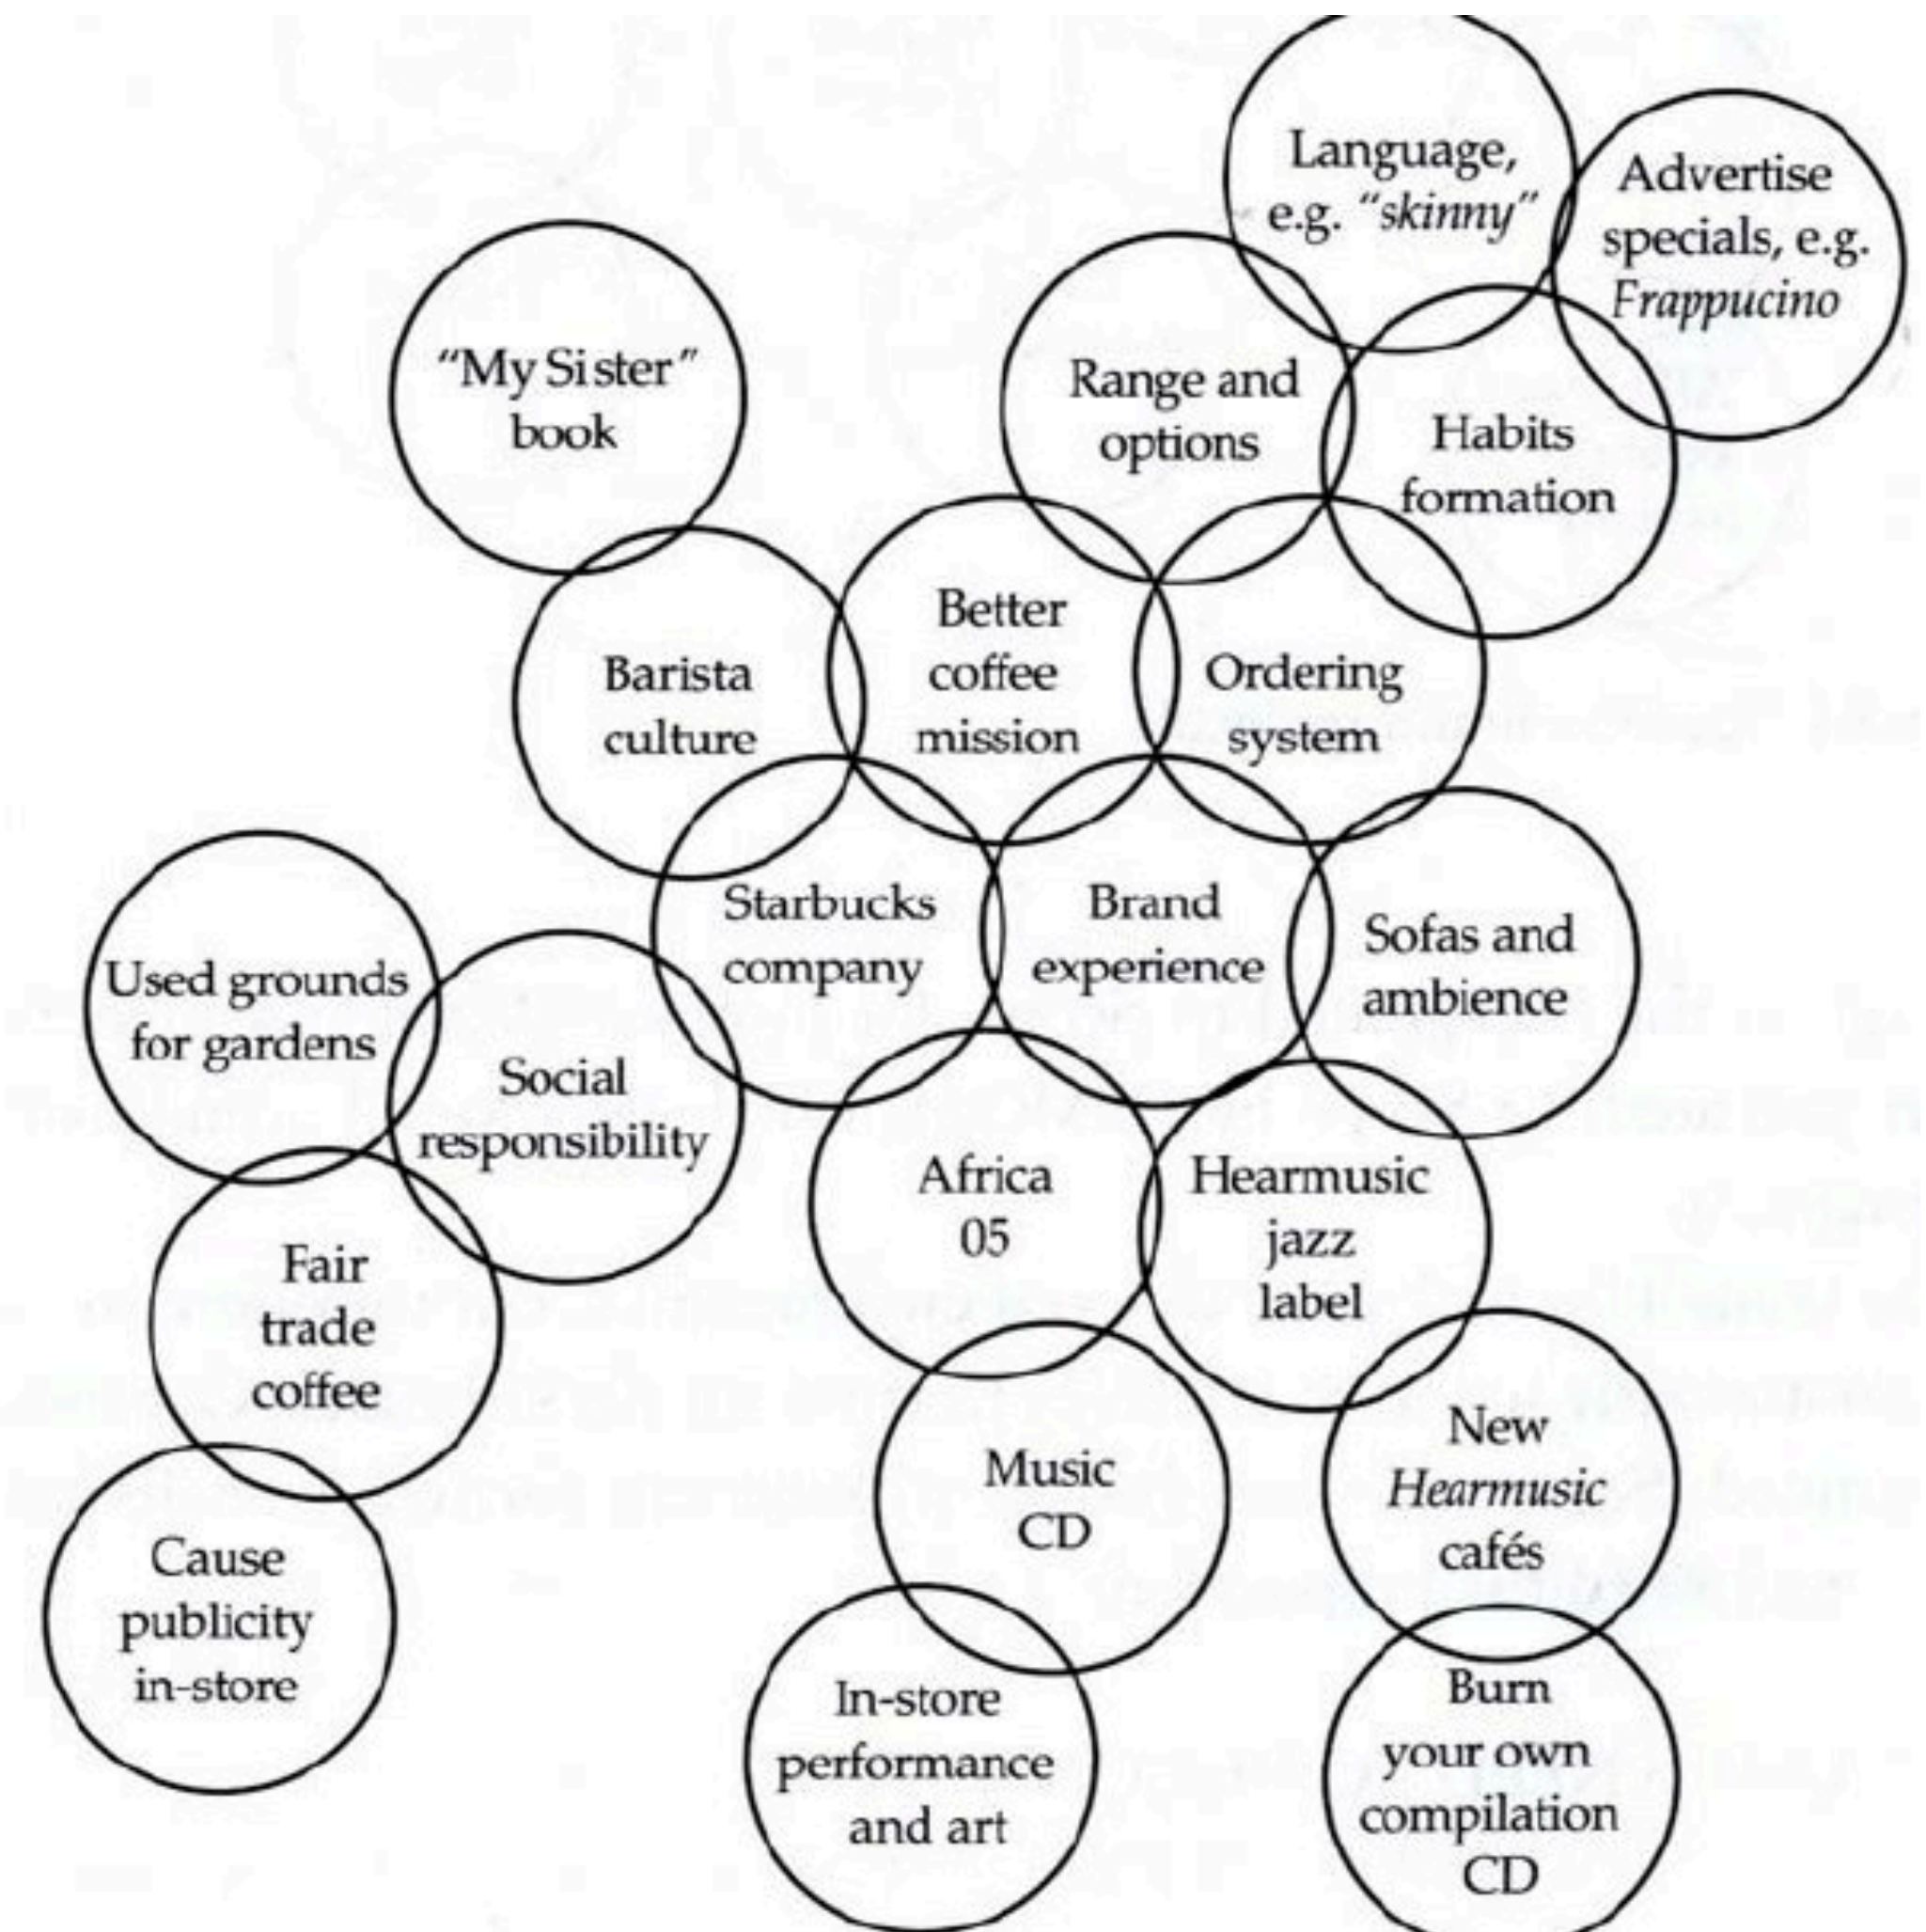 Language,
e.g. “skinny”
Advertise
specials, e.g.
Frappucino
“My Sister”
book
Range and
options
Habits
formation
Better
coffee
mission
Barista
culture
Ordering
system
Starbucks
company
Brand
experience
Sofas and
ambience
Used grounds
for gardens
Social
responsibility
Africa
05
Hearmusic
jazz
label
Fair
trade
coffee
Music
CD
New
Hearmusic
cafés
Cause
publicity
in-store
In-store
performance
and art
Burn
your own
compilation
CD